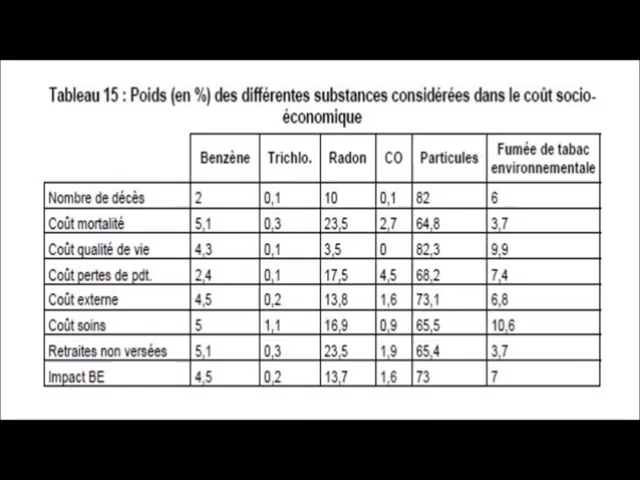 Tableau 15 : Poids (en %) des différentes substances considérées dans le coût socio-
économique
Benzène Trichlo. Radon CO Particules Fumée de tabac environnementale
Nombre de décès 2 0,1 10 0,1 82 6
Coût mortalité 5,1 0,3 23,5 2,7 64,8 3,7
Coût qualité de vie 4,3 0,1 3,5 0 82,3 9,9
Coût pertes de pdt. 2,4 0,1 17,5 4,5 68,2 7,4
Coût externe 4,5 0,2 13,8 1,6 73,1 6,8
Coût soins 5 1,1 16,9 0,9 65,5 10,6
Retraites non versées 5,1 0,3 23,5 1,9 65,4 3,7
Impact BE 4,5 0,2 13,7 1,6 73 7